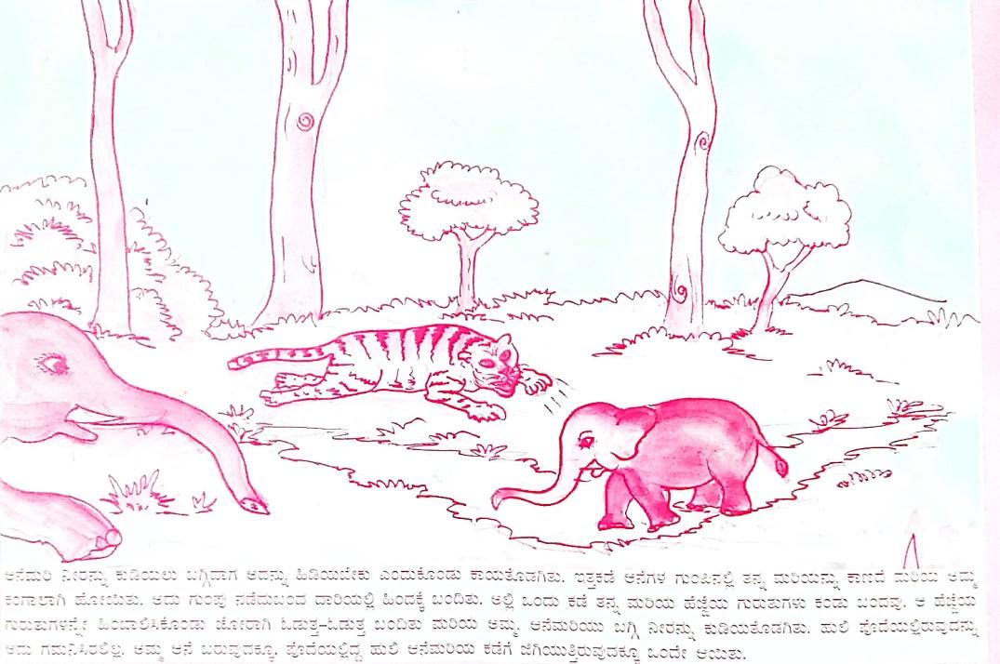 ಆನೆಮರಿ ನೀರನ್ನು ಕುಡಿಯಲು ಬಗ್ಗಿದಾಗ ಅದನ್ನು ಹಿಡಿಯಬೇಕು ಎಂದುಕೊಂಡು ಕಾಯತೊಡಗಿತು. ಇತ್ತಕಡೆ ಆನೆಗಳ ಗುಂಪಿನಲ್ಲಿ ತನ್ನ ಮರಿಯನ್ನು ಕಾಣದೆ ಮರಿಯ ಅಮ್ಮ
ಕಂಗಾಲಾಗಿ ಹೋಯಿತು. ಅದು ಗುಂಪು ನಡೆದುಬಂದ ದಾರಿಯಲ್ಲಿ ಹಿಂದಕ್ಕೆ ಬಂದಿತು. ಅಲ್ಲಿ ಒಂದು ಕಡೆ ತನ್ನ ಮರಿಯ ಹೆಜ್ಜೆಯ ಗುರುತುಗಳು ಕಂಡು ಬಂದವು. ಆ ಹೆಜ್ಜೆಯ
ಗುರುತುಗಳನ್ನೇ ಹಿಂಬಾಲಿಸಿಕೊಂಡು ಜೋರಾಗಿ ಓಡುತ್ತ-ಓಡುತ್ತ ಬಂದಿತು ಮರಿಯ ಅಮ್ಮ. ಆನೆಮರಿಯು ಬಗ್ಗಿ ನೀರನ್ನು ಕುಡಿಯತೊಡಗಿತು. ಹುಲಿ ಪೊದೆಯಲ್ಲಿರುವುದನ್ನು
ಅದು ಗಮನಿಸಿರಲಿಲ್ಲ. ಅಮ್ಮ ಆನೆ ಬರುವುದಕ್ಕೂ, ಪೊದೆಯಲ್ಲಿದ್ದ ಹುಲಿ ಆನೆಮರಿಯ ಕಡೆಗೆ ಜಿಗಿಯುತ್ತಿರುವುದಕ್ಕೂ ಒಂದೇ ಆಯಿತು.